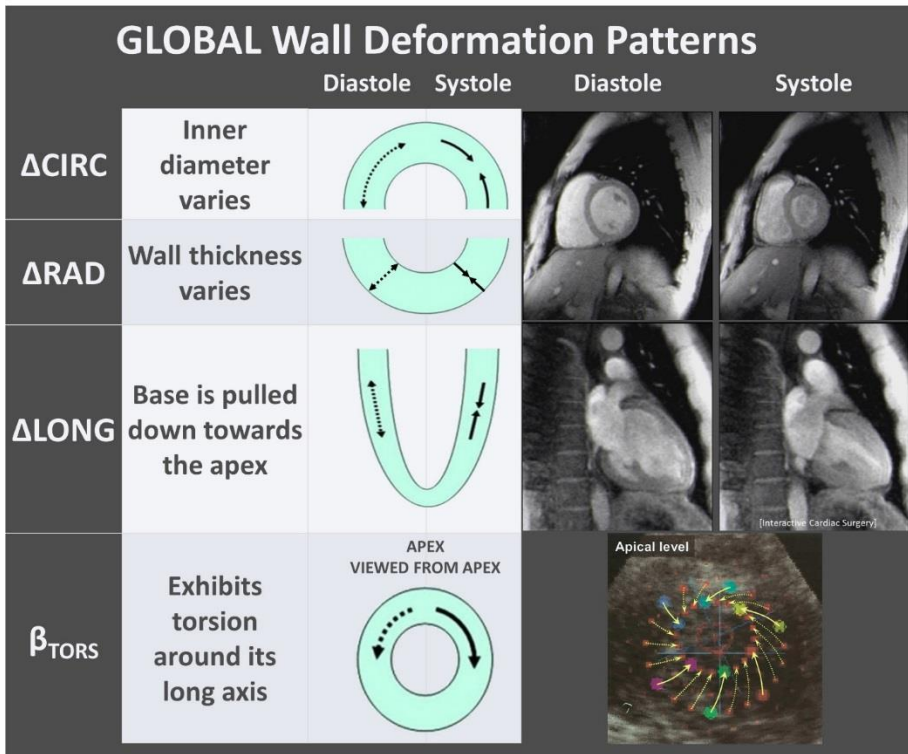 GLOBAL Wall Deformation Patterns
Diastole Systole Diastole Systole
ΔCIRC
Inner
diameter
varies
ΔRAD
Wall thickness
varies
ΔLONG
Base is pulled
down towards
the apex
[Interactive Cardiac Surgery]
βTORS
Exhibits
torsion
around its
long axis
APEX
VIEWED FROM APEX
Apical level